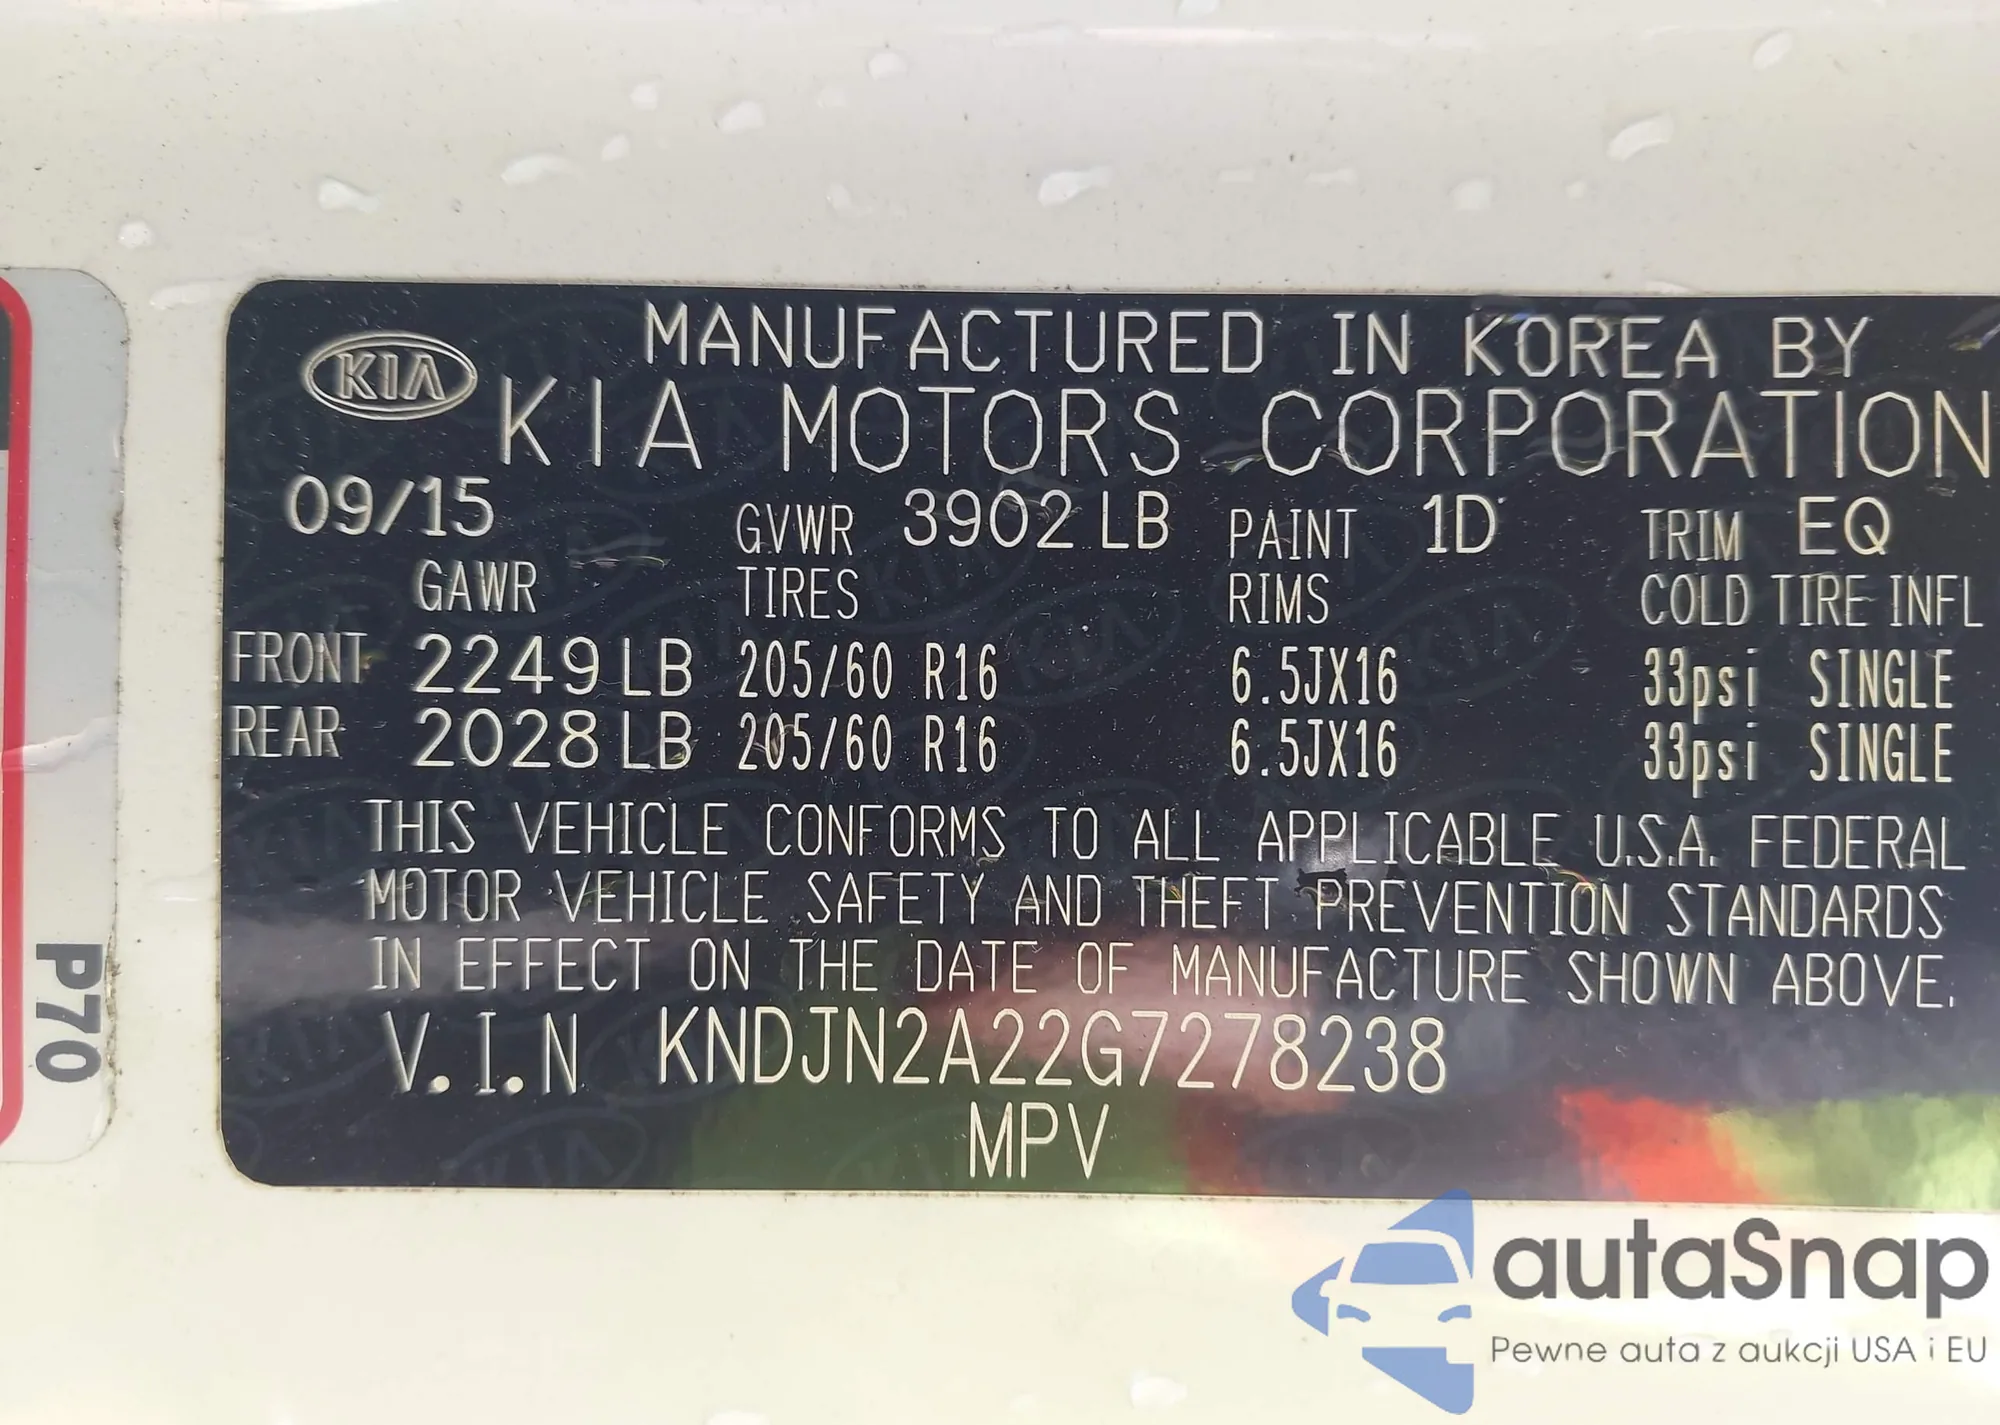 KIA
MANUFACTURED IN KOREA BY
KIA MOTORS CORPORATION
09/15 GVWR 3902 LB PAINT 1D TRIM EQ
GAWR TIRES RIMS COLD TIRE INFL
FRONT 2249 LB 205/60 R16 6.5JX16 33psi SINGLE
REAR 2028 LB 205/60 R16 6.5JX16 33psi SINGLE
THIS VEHICLE CONFORMS TO ALL APPLICABLE U.S.A. FEDERAL
MOTOR VEHICLE SAFETY AND THEFT PREVENTION STANDARDS
IN EFFECT ON THE DATE OF MANUFACTURE SHOWN ABOVE.
V.I.N KNDJN2A22G7278238
MPV
P70
autaSnap
Pewne auta z aukcji USA i EU